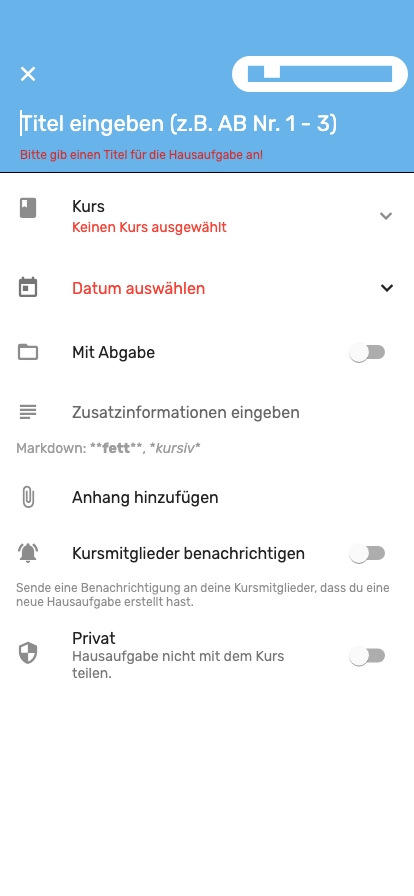 Titel eingeben (z.B. AB Nr. 1 - 3)
Bitte gib einen Titel für die Hausaufgabe an!
Kurs
Keinen Kurs ausgewählt
Datum auswählen
Mit Abgabe
Zusatzinformationen eingeben
Markdown: **fett**, *kursiv*
Anhang hinzufügen
Kursmitglieder benachrichtigen
Sende eine Benachrichtigung an deine Kursmitglieder, dass du eine
neue Hausaufgabe erstellt hast.
Privat
Hausaufgabe nicht mit dem Kurs
teilen.